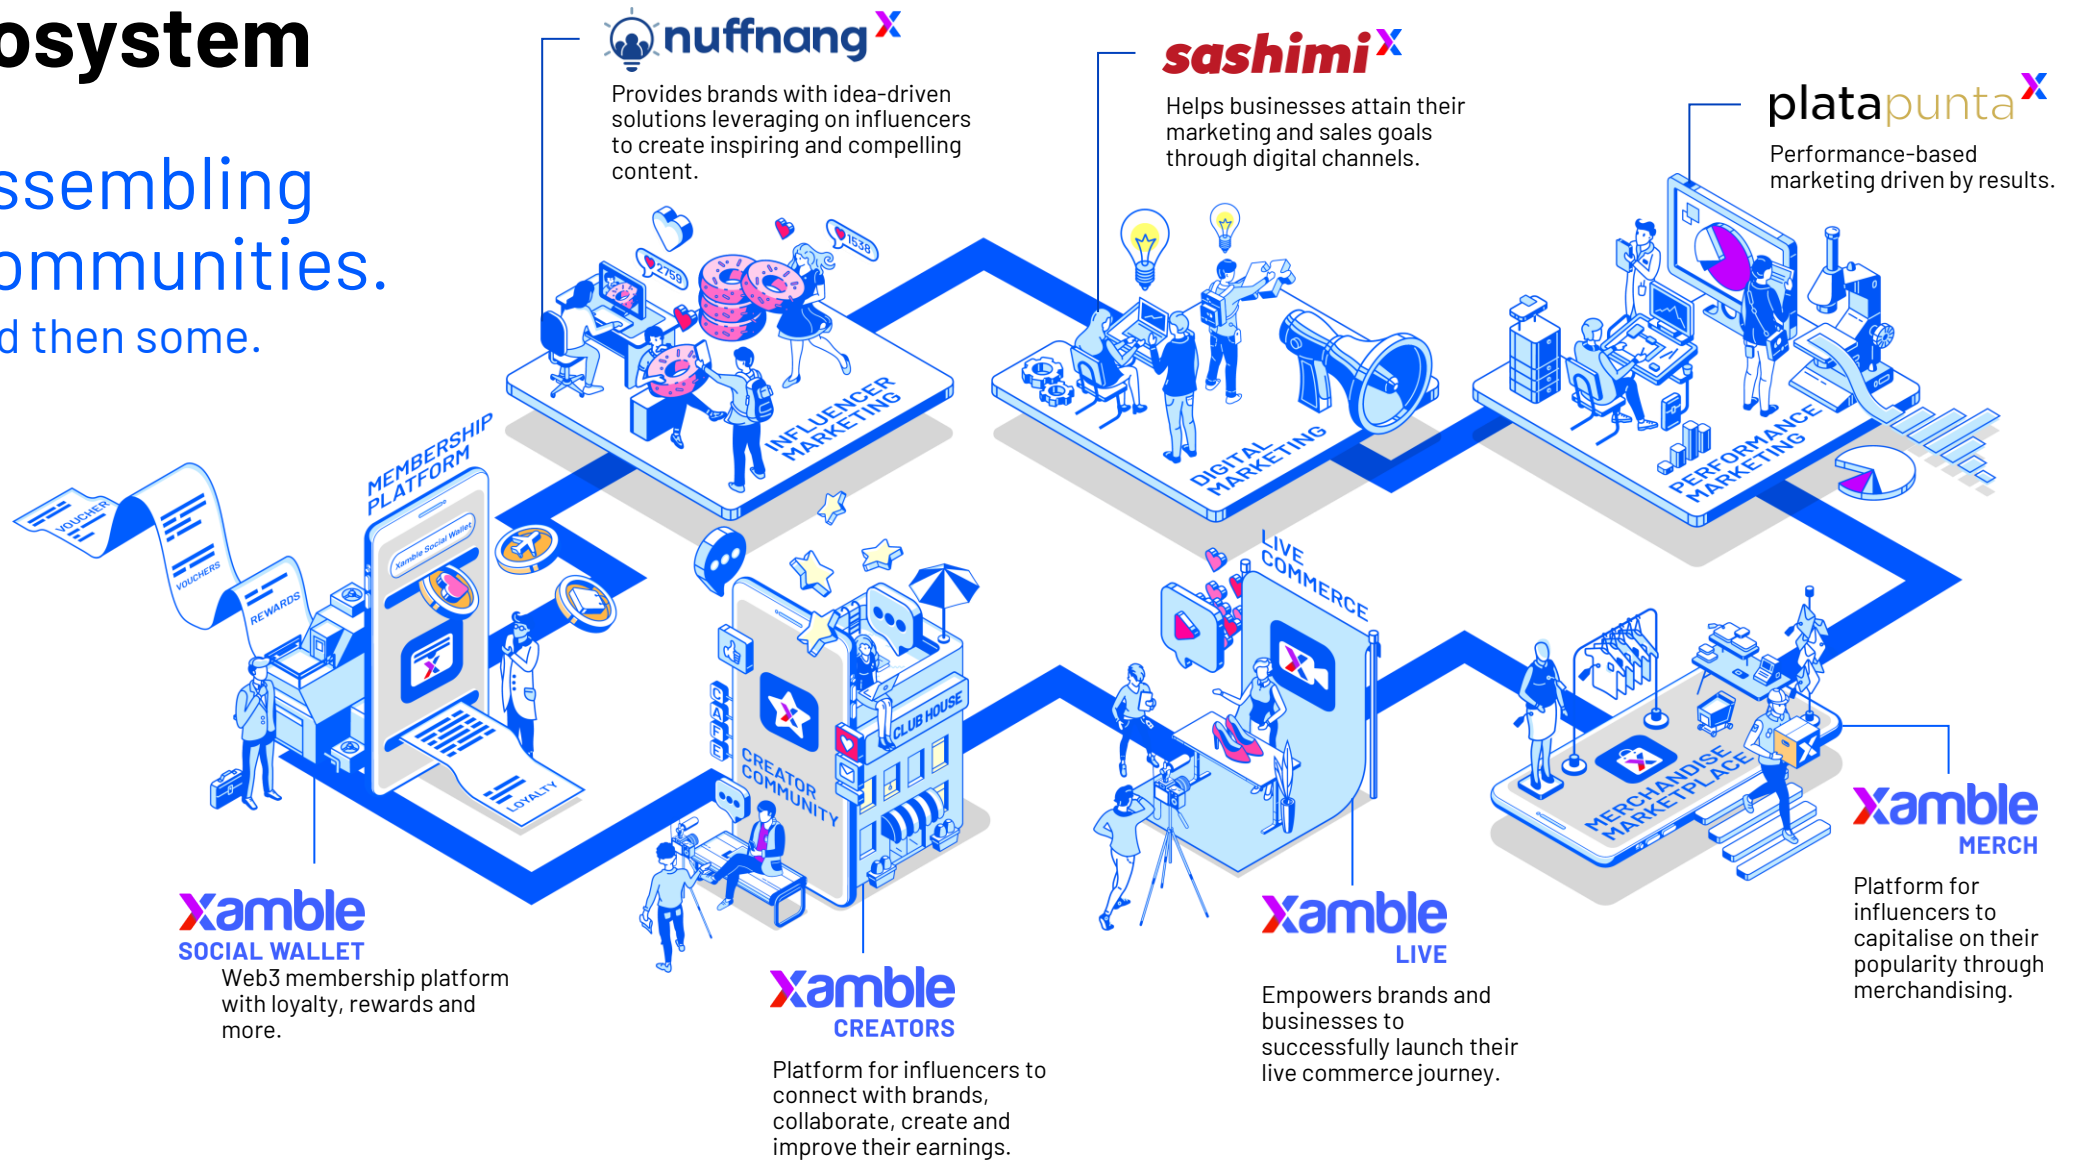 osystem
ssembling
ommunities.
d then some.
nuffnang X
Provides brands with idea-driven
solutions leveraging on influencers
to create inspiring and compelling
content.
sashimi X
Helps businesses attain their
marketing and sales goals
through digital channels.
platapunta X
Performance-based
marketing driven by results.
2759
1538
INFLUENCER
MARKETING
DIGITAL
MARKETING
PERFORMANCE
MARKETING
MEMBERSHIP
PLATFORM
VOUCHER
VOUCHERS
REWARDS
Xamble Social Wallet
LOYALTY
CAFE
CLUB HOUSE
CREATOR
COMMUNITY
LIVE
COMMERCE
MERCHANDISE
MARKETPLACE
Xamble
SOCIAL WALLET
Web3 membership platform
with loyalty, rewards and
more.
Xamble
CREATORS
Platform for influencers to
connect with brands,
collaborate, create and
improve their earnings.
Xamble
LIVE
Empowers brands and
businesses to
successfully launch their
live commerce journey.
Xamble
MERCH
Platform for
influencers to
capitalise on their
popularity through
merchandising.